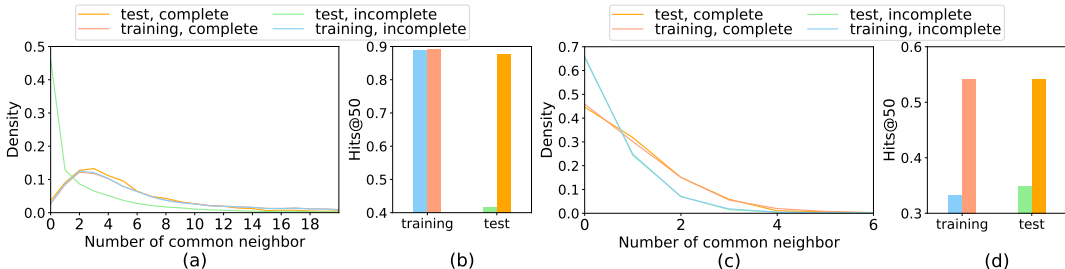 test, complete
training, complete
test, incomplete
training, incomplete
test, complete
training, complete
test, incomplete
training, incomplete
Density
0.5
0.4
0.3
0.2
0.1
0.0
0 2 4 6 8 10 12 14 16 18
Number of common neighbor
(a)
Hits@50
0.9
0.8
0.7
0.6
0.5
0.4
training test
(b)
Density
0.7
0.6
0.5
0.4
0.3
0.2
0.1
0.0
0 2 4 6
Number of common neighbor
(c)
Hits@50
0.6
0.5
0.4
0.3
training test
(d)